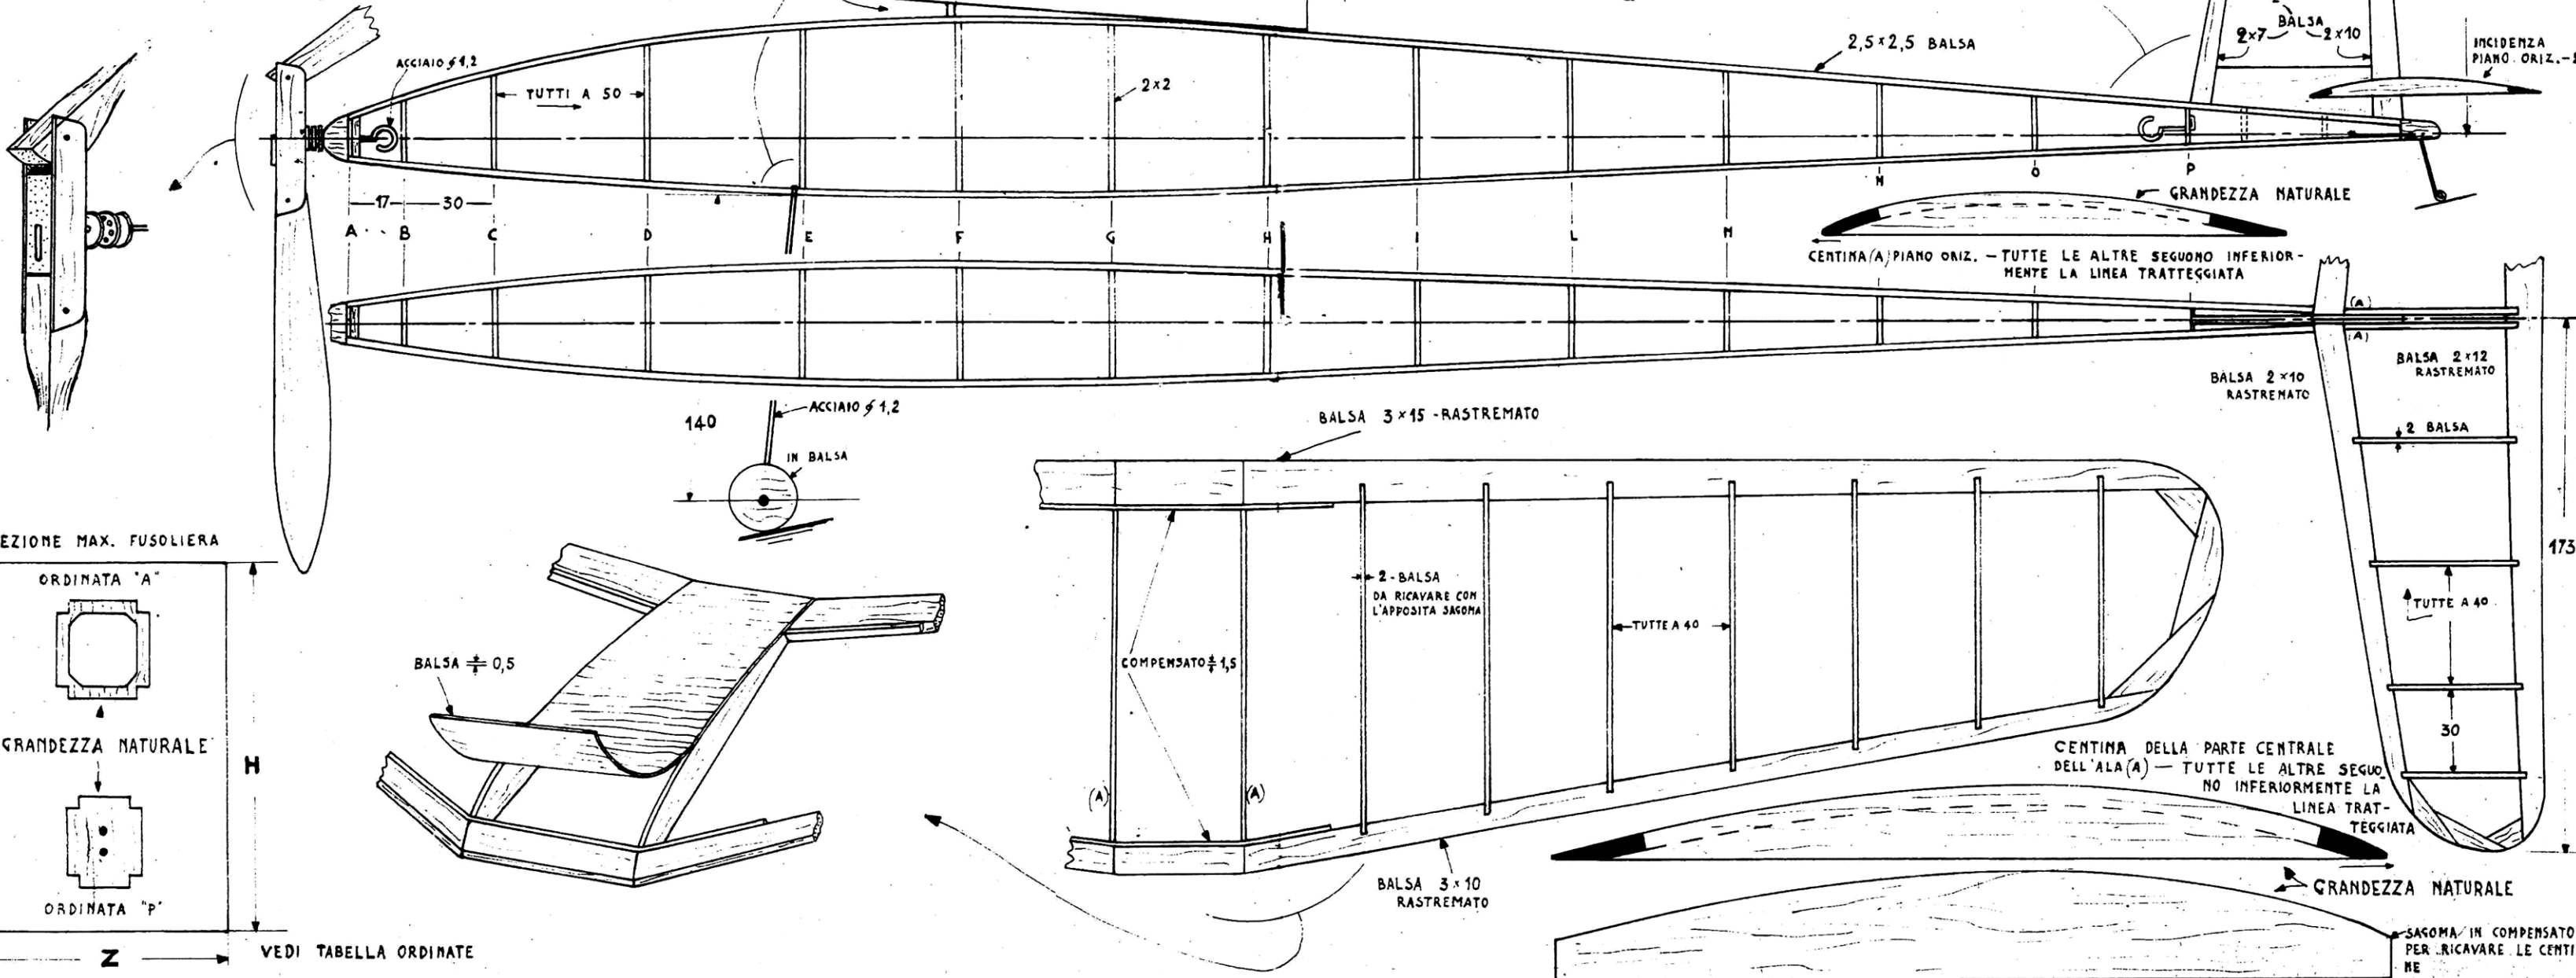 ACCIAIO ∮ 1,2
TUTTI A 50
2×2
2,5×2,5 BALSA
BALSA
2×7
2×10
INCIDENZA
PIANO ORIZ.-
17
30
A
B
C
D
E
F
G
H
I
L
M
N
O
P
GRANDEZZA NATURALE
CENTINA (A) PIANO ORIZ. - TUTTE LE ALTRE SEGUONO INFERIOR-
MENTE LA LINEA TRATTEGGIATA
(A)
(A)
BALSA 2×12
RASTREMATO
BALSA 2×10
RASTREMATO
2 BALSA
173
TUTTE A 40
30
140
ACCIAIO ∮ 1,2
IN BALSA
BALSA 3×15 - RASTREMATO
2 - BALSA
DA RICAVARE CON
L'APPOSITA SAGOMA
TUTTE A 40
COMPENSATO ≠ 1,5
(A)
(A)
BALSA 3×10
RASTREMATO
EZIONE MAX. FUSOLIERA
ORDINATA "A"
GRANDEZZA NATURALE
H
ORDINATA "P"
Z
VEDI TABELLA ORDINATE
BALSA ≠ 0,5
CENTINA DELLA PARTE CENTRALE
DELL'ALA (A) — TUTTE LE ALTRE SEGUO-
NO INFERIORMENTE LA
LINEA TRAT-
TEGGIATA
GRANDEZZA NATURALE
SAGOMA IN COMPENSATO
PER RICAVARE LE CENTI
NE